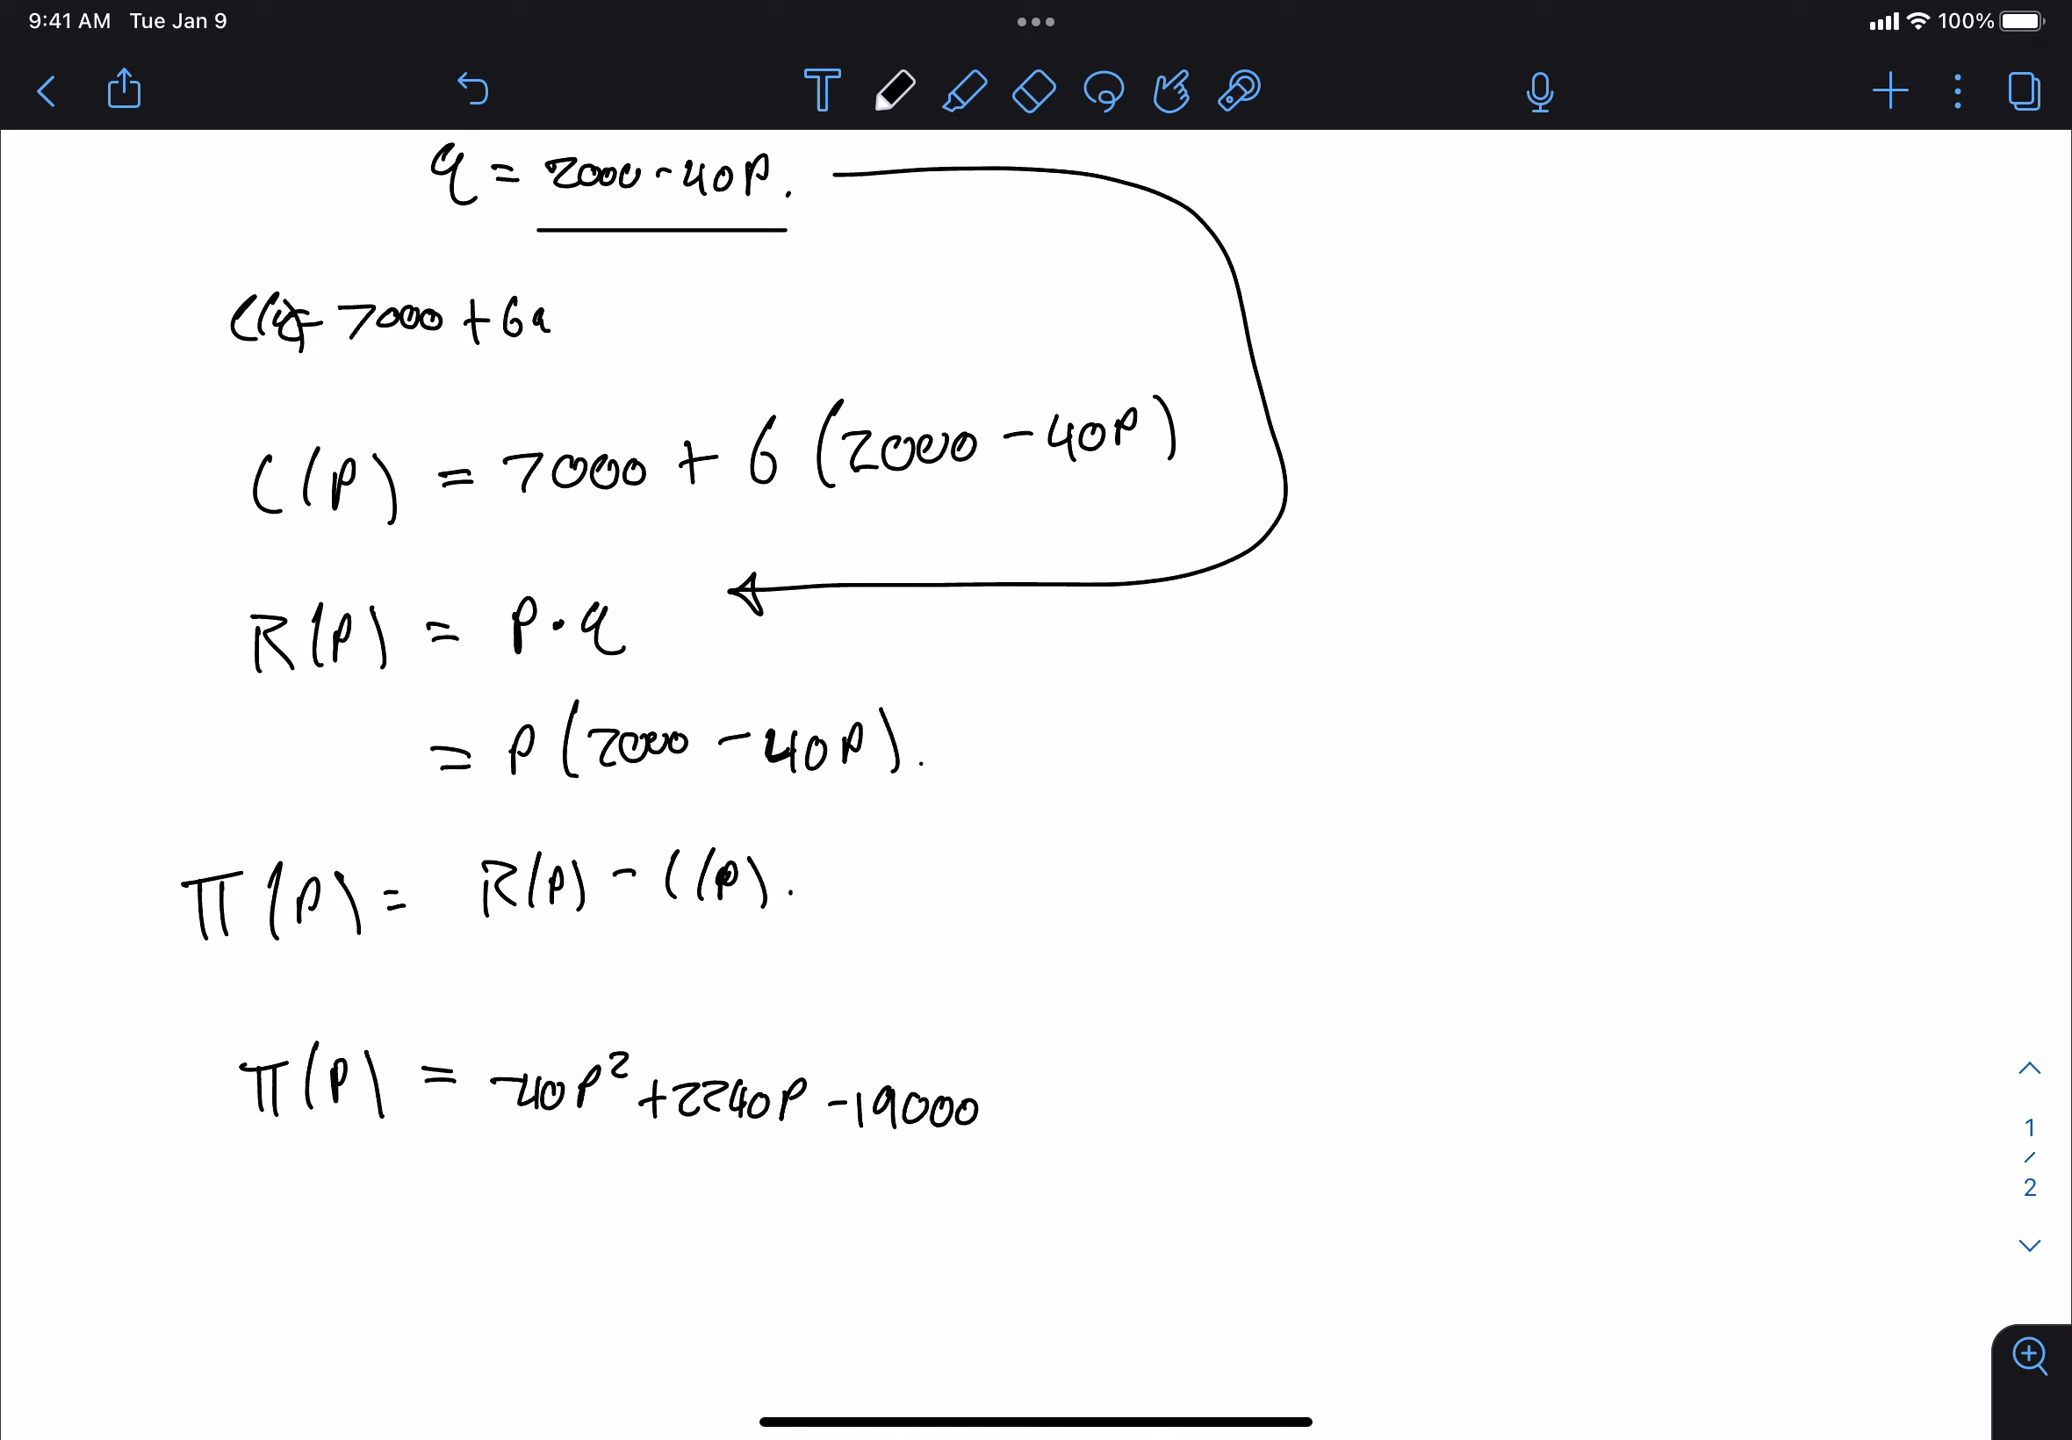 9:41 AM Tue Jan 9
100%
q = 2000 - 40P.
C(q) = 7000 + 6q
C(P) = 7000 + 6 (2000 - 40P)
R(P) = P · q
= P (2000 - 40P).
π(P) = R(P) - C(P).
π(P) = -40P² + 2240P - 19000
1
/
2